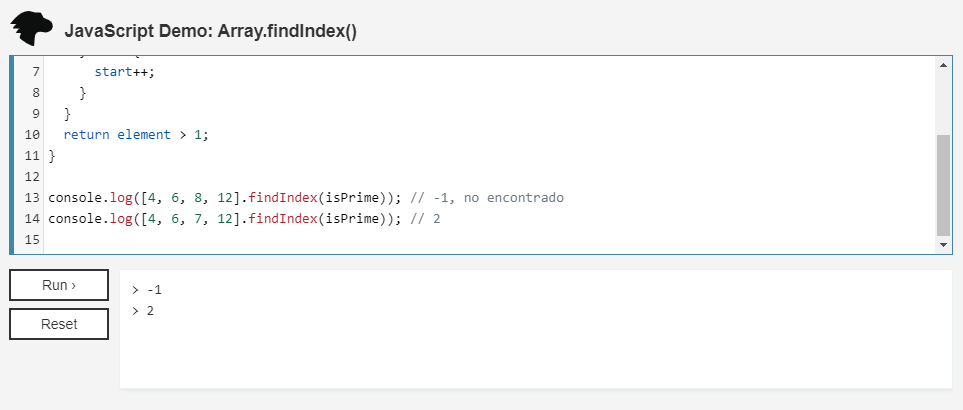 JavaScript Demo: Array.findIndex()
7 start++;
8 }
9 }
10 return element > 1;
11 }
12
13 console.log([4, 6, 8, 12].findIndex(isPrime)); // -1, no encontrado
14 console.log([4, 6, 7, 12].findIndex(isPrime)); // 2
15
Run ›
> -1
> 2
Reset